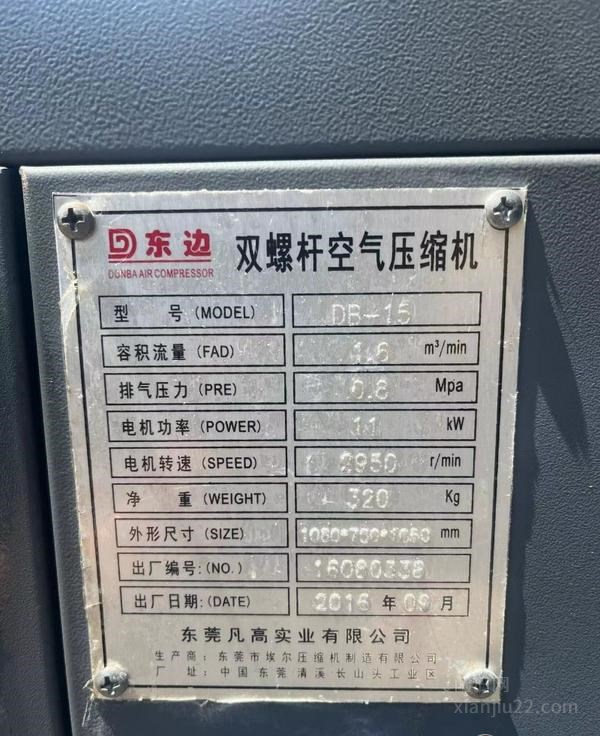 东边
DUNBA AIR COMPRESSOR
双螺杆空气压缩机
型 号 (MODEL) DB-15
容积流量 (FAD) 1.6 m³/min
排气压力 (PRE) 0.8 Mpa
电机功率 (POWER) 11 kW
电机转速 (SPEED) 2950 r/min
净 重 (WEIGHT) 320 Kg
外形尺寸 (SIZE) mm
出厂编号:(NO.) 16080338
出厂日期:(DATE) 2016 年 09 月
东莞凡高实业有限公司
生产商: 东莞市埃尔压缩机制造有限公司
厂 址: 中国 东莞 清溪 长山头 工业区
xianjiu22.com